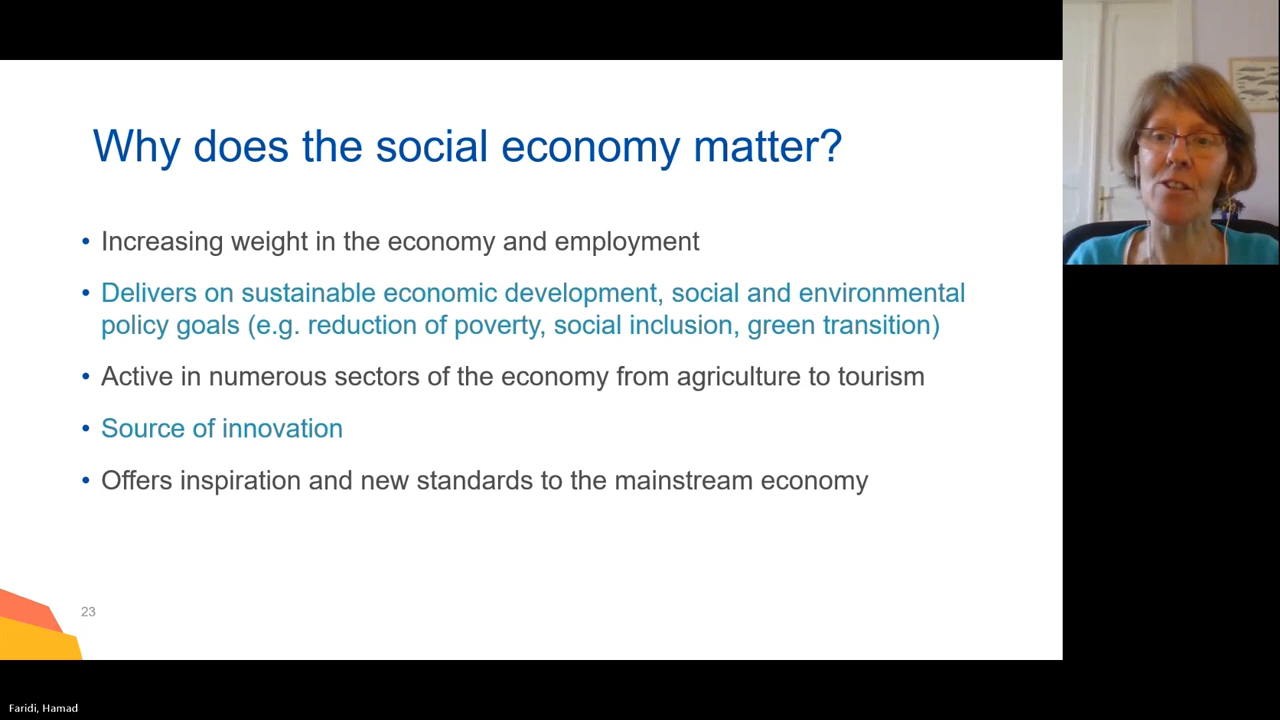 Why does the social economy matter?
• Increasing weight in the economy and employment
• Delivers on sustainable economic development, social and environmental
policy goals (e.g. reduction of poverty, social inclusion, green transition)
• Active in numerous sectors of the economy from agriculture to tourism
• Source of innovation
• Offers inspiration and new standards to the mainstream economy
23
Faridi, Hamad